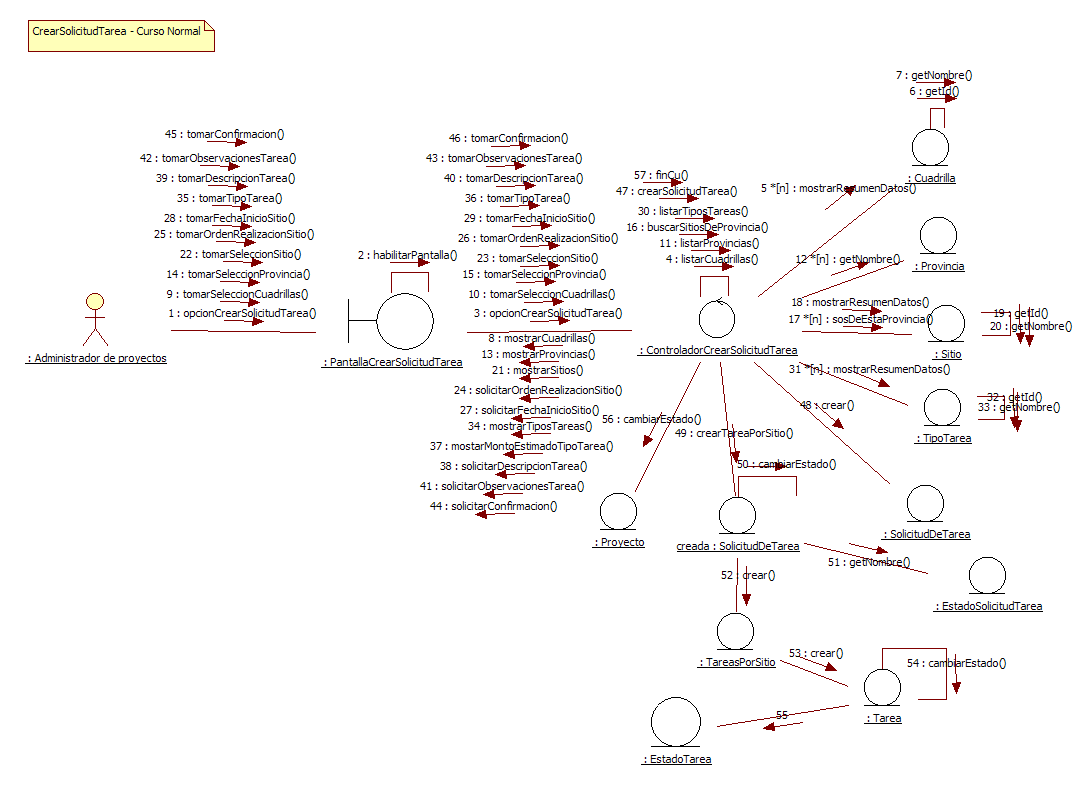 CrearSolicitudTarea - Curso Normal
45 : tomarConfirmacion()
42 : tomarObservacionesTarea()
39 : tomarDescripcionTarea()
35 : tomarTipoTarea()
28 : tomarFechaInicioSitio()
25 : tomarOrdenRealizacionSitio()
22 : tomarSeleccionSitio()
14 : tomarSeleccionProvincia()
9 : tomarSeleccionCuadrillas()
1 : opcionCrearSolicitudTarea()
: Administrador de proyectos
2 : habilitarPantalla()
: PantallaCrearSolicitudTarea
46 : tomarConfirmacion()
43 : tomarObservacionesTarea()
40 : tomarDescripcionTarea()
36 : tomarTipoTarea()
29 : tomarFechaInicioSitio()
26 : tomarOrdenRealizacionSitio()
23 : tomarSeleccionSitio()
15 : tomarSeleccionProvincia()
10 : tomarSeleccionCuadrillas()
3 : opcionCrearSolicitudTarea()
8 : mostrarCuadrillas()
13 : mostrarProvincias()
21 : mostrarSitios()
24 : solicitarOrdenRealizacionSitio()
27 : solicitarFechaInicioSitio()
34 : mostrarTiposTareas()
37 : mostarMontoEstimadoTipoTarea()
38 : solicitarDescripcionTarea()
41 : solicitarObservacionesTarea()
44 : solicitarConfirmacion()
57 : finCu()
47 : crearSolicitudTarea()
30 : listarTiposTareas()
16 : buscarSitiosDeProvincia()
11 : listarProvincias()
4 : listarCuadrillas()
: ControladorCrearSolicitudTarea
7 : getNombre()
6 : getId()
: Cuadrilla
5 *[n] : mostrarResumenDatos()
: Provincia
12 *[n] : getNombre()
18 : mostrarResumenDatos()
17 *[n] : sosDeEstaProvincia()
19 : getId()
20 : getNombre()
: Sitio
31 *[n] : mostrarResumenDatos()
32 : getId()
33 : getNombre()
: TipoTarea
48 : crear()
56 : cambiarEstado()
49 : crearTareaPorSitio()
50 : cambiarEstado()
: Proyecto
creada : SolicitudDeTarea
: SolicitudDeTarea
51 : getNombre()
: EstadoSolicitudTarea
52 : crear()
: TareasPorSitio
53 : crear()
54 : cambiarEstado()
: Tarea
55
: EstadoTarea